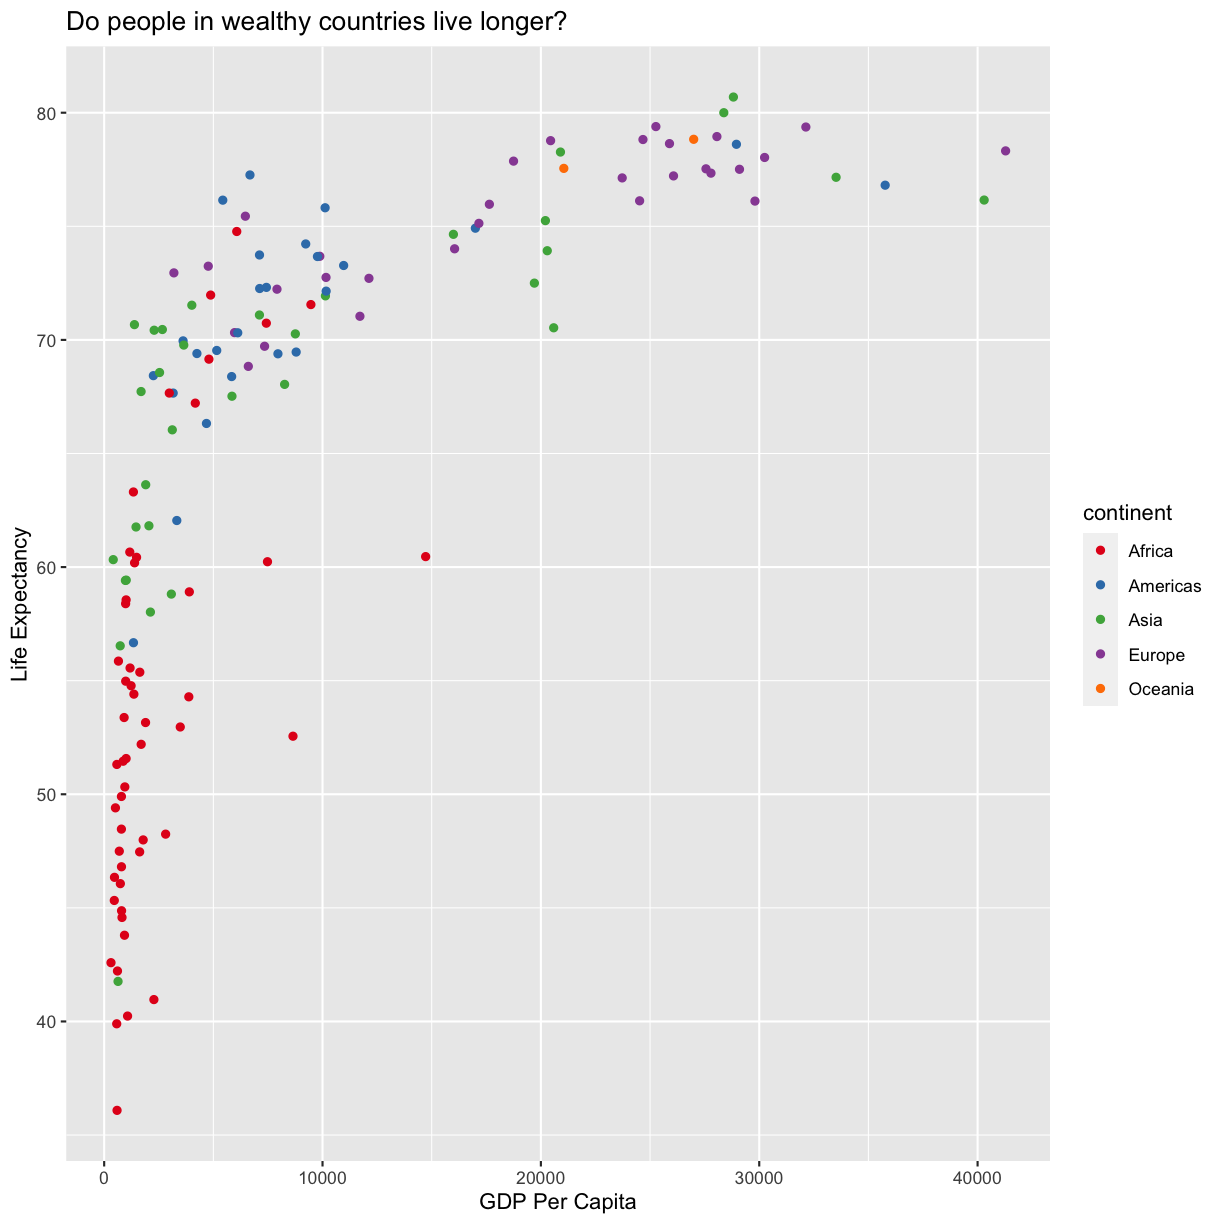 Do people in wealthy countries live longer?
80
70
60
50
40
Life Expectancy
0 10000 20000 30000 40000
GDP Per Capita
continent
Africa
Americas
Asia
Europe
Oceania